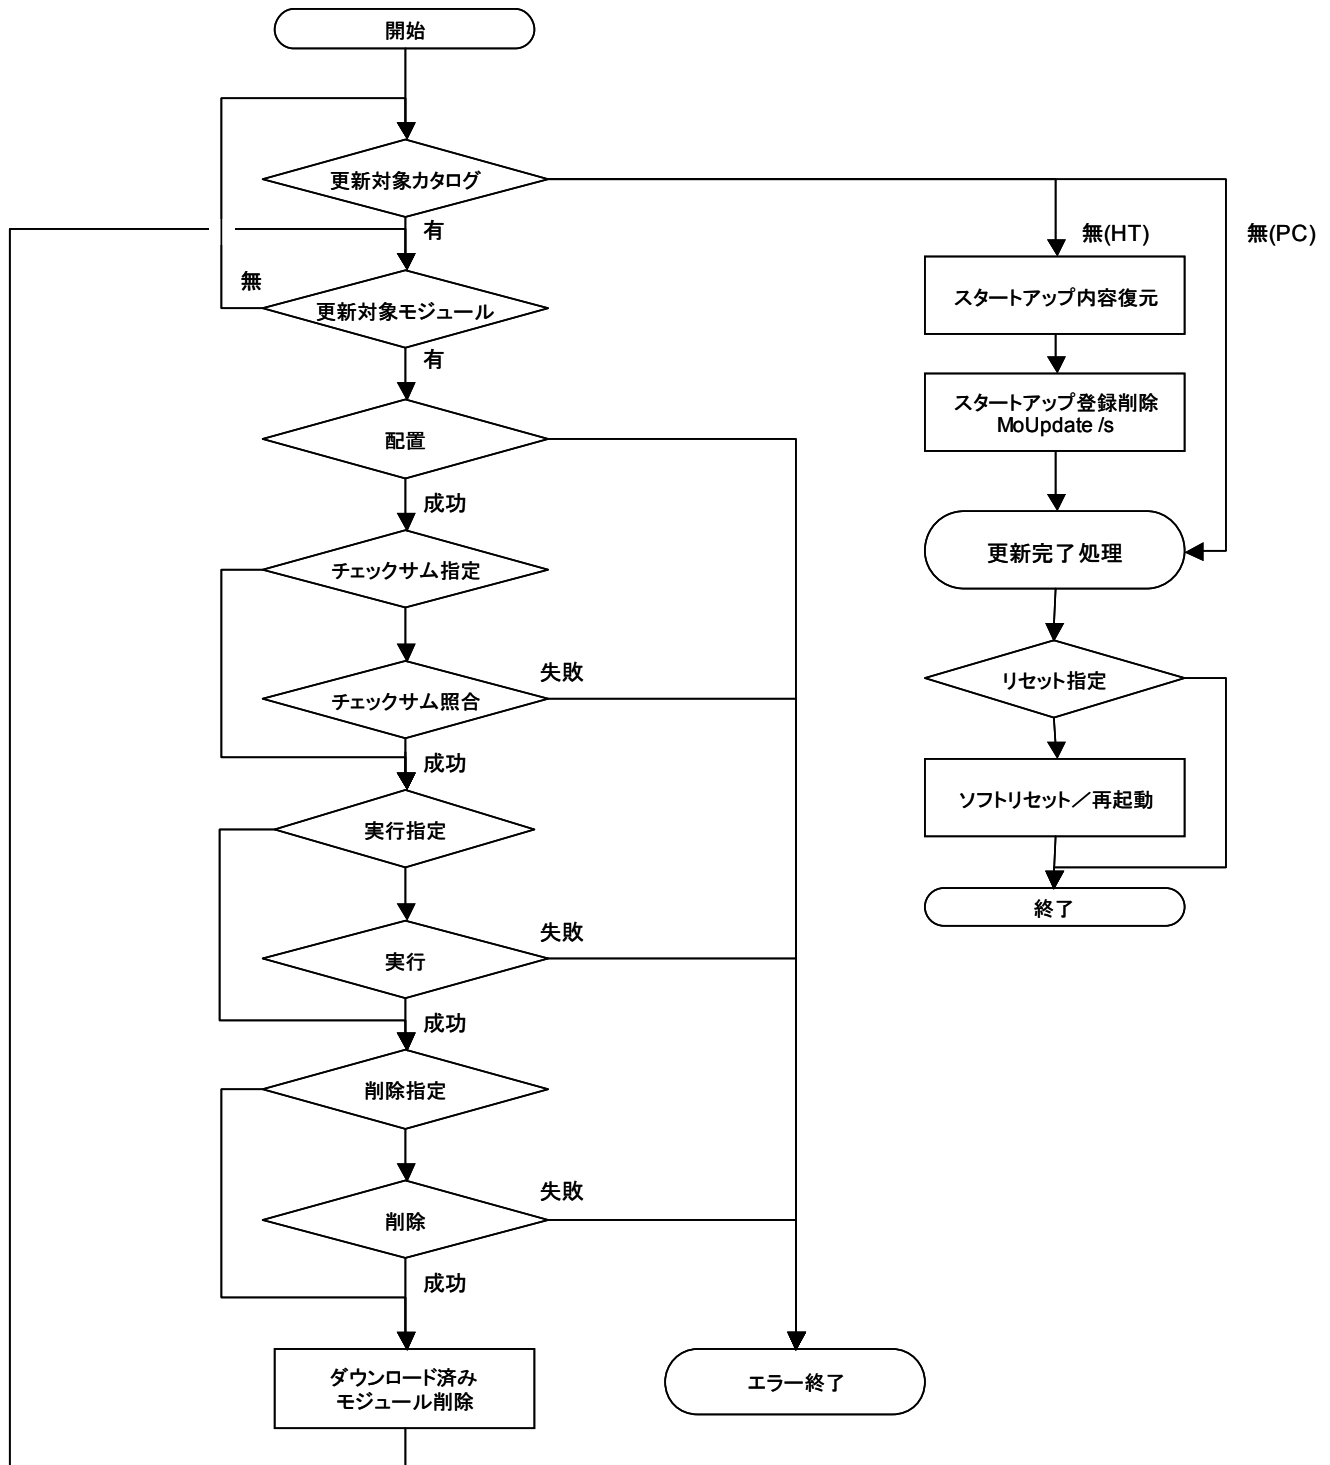 開始
更新対象カタログ
有
無(HT)
無(PC)
無
更新対象モジュール
有
スタートアップ内容復元
スタートアップ登録削除
MoUpdate /s
配置
成功
更新完了処理
チェックサム指定
失敗
チェックサム照合
リセット指定
成功
ソフトリセット／再起動
実行指定
終了
失敗
実行
成功
削除指定
失敗
削除
成功
ダウンロード済み
モジュール削除
エラー終了